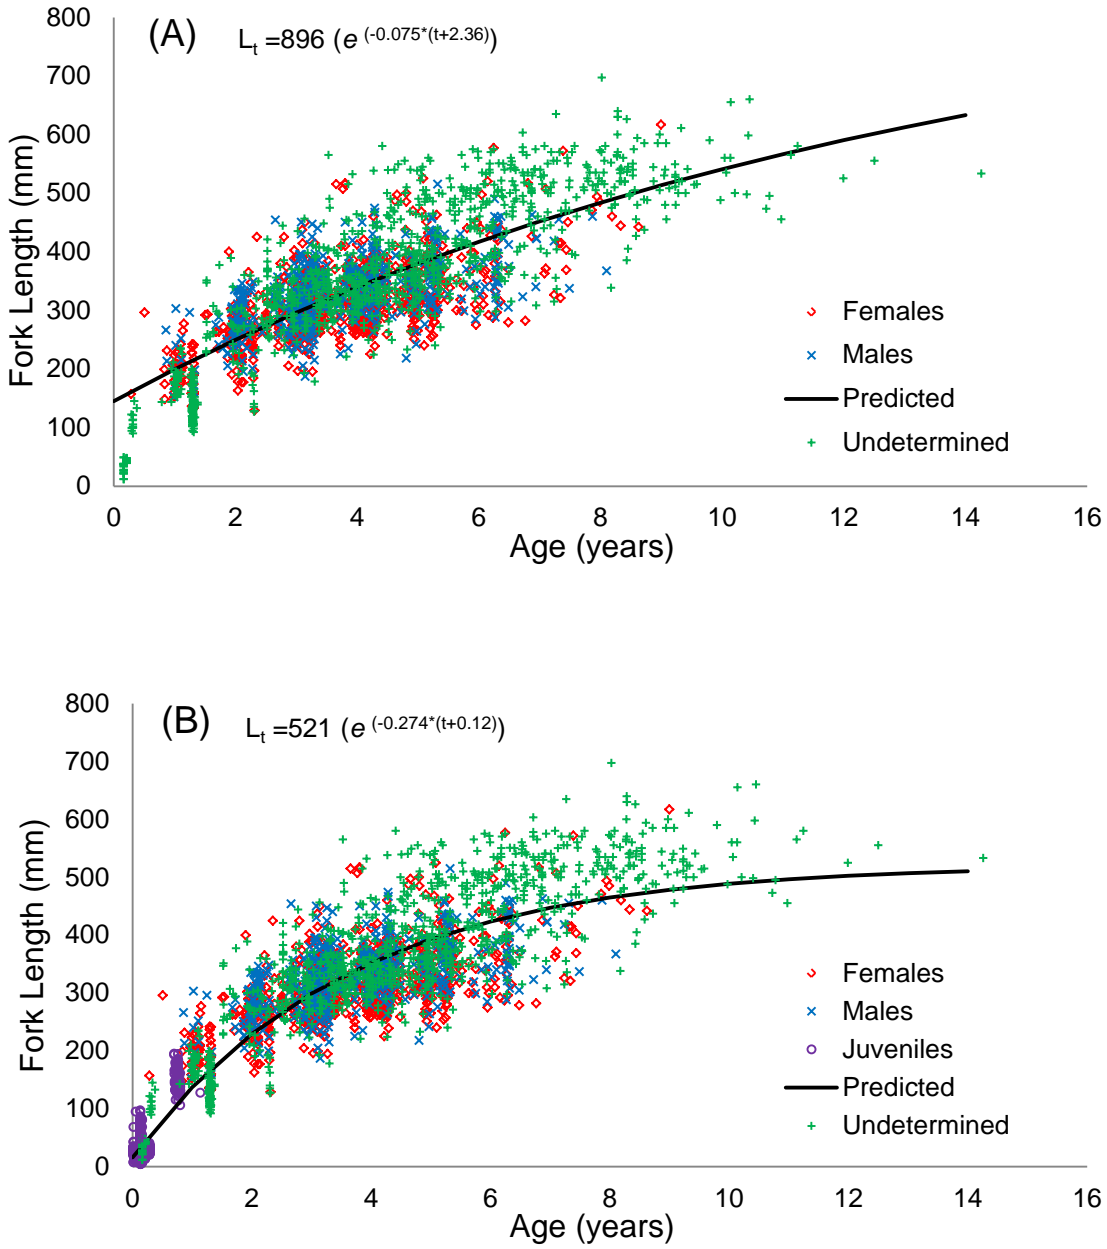 (A) Lt =896 (e (-0.075*(t+2.36))
800
700
600
500
400
300
200
100
0
Fork Length (mm)
Females
Males
Predicted
Undetermined
0 2 4 6 8 10 12 14 16
Age (years)
(B) Lt =521 (e (-0.274*(t+0.12))
800
700
600
500
400
300
200
100
0
Fork Length (mm)
Females
Males
Juveniles
Predicted
Undetermined
0 2 4 6 8 10 12 14 16
Age (years)